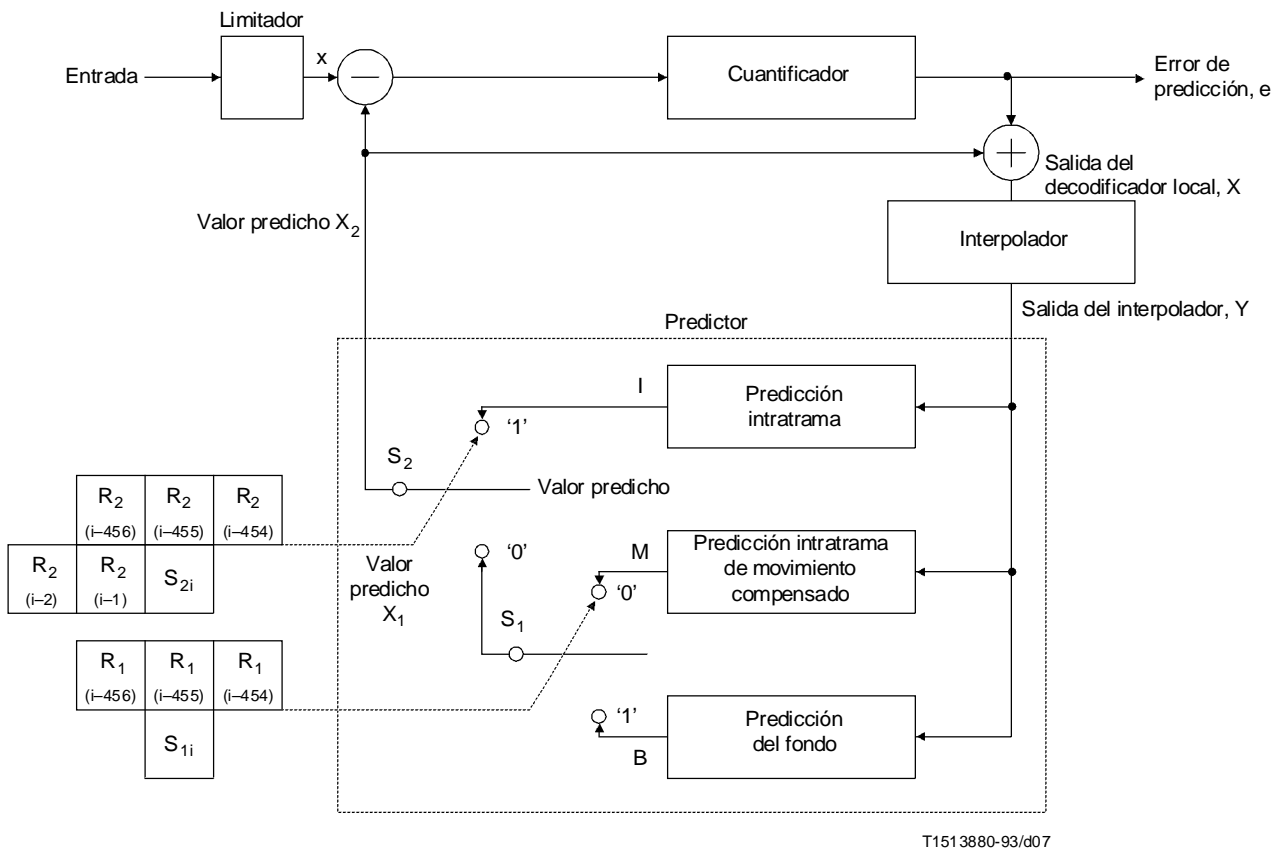 Limitador
Entrada
x
Cuantificador
Error de
predicción, e
Salida del
decodificador local, X
Valor predicho X2
Interpolador
Salida del interpolador, Y
Predictor
I
Predicción
intratrama
'1'
S2
Valor predicho
R2 R2 R2
(i–456) (i–455) (i–454)
R2 R2 S2i
(i–2) (i–1)
Valor
predicho
X1
'0'
M
Predicción intratrama
de movimiento
compensado
'0'
S1
R1 R1 R1
(i–456) (i–455) (i–454)
S1i
'1'
B
Predicción
del fondo
T1513880-93/d07